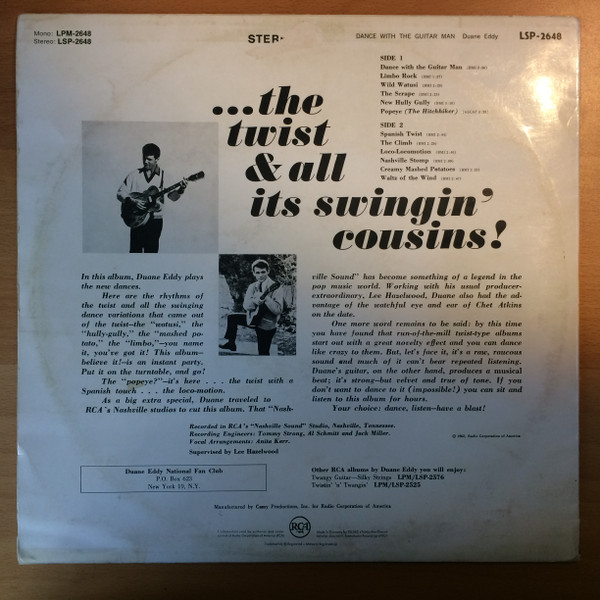 Mono: LPM-2648
Stereo: LSP-2648
STER
DANCE WITH THE GUITAR MAN Duane Eddy LSP-2648
SIDE 1
Dance with the Guitar Man
Limbo Rock
Wild Watusi
The Scrape
New Hully Gully
Popeye (The Hitchhiker)
SIDE 2
Spanish Twist
The Climb
Loco-Locomotion
Nashville Stomp
Creamy Mashed Potatoes
Waltz of the Wind
...the
twist
& all
its swingin'
cousins!
In this album, Duane Eddy plays
the new dances.
Here are the rhythms of
the twist and all the swinging
dance variations that came out
of the twist—the "watusi," the
"hully-gully," the "mashed po-
tato," the "limbo,"—you name
it, you've got it! This album—
believe it!—is an instant party.
Put it on the turntable, and go!
The "popeye?"—it's here . . . the twist with a
Spanish touch . . . the loco-motion.
As a big extra special, Duane traveled to
RCA's Nashville studios to cut this album. That "Nash-
ville Sound" has become something of a legend in the
pop music world. Working with his usual producer-
extraordinary, Lee Hazelwood, Duane also had the ad-
vantage of the watchful eye and ear of Chet Atkins
on the date.
One more word remains to be said: by this time
you have found that run-of-the-mill twist-type albums
start out with a great novelty effect and you can dance
like crazy to them. But, let's face it, it's a raw, raucous
sound and much of it can't bear repeated listening.
Duane's guitar, on the other hand, produces a musical
beat; it's strong—but velvet and true of tone. If you
don't want to dance to it (impossible!) you can sit and
listen to this album for hours.
Your choice: dance, listen—have a blast!
Recorded in RCA's "Nashville Sound" Studio, Nashville, Tennessee.
Recording Engineers: Tommy Strong, Al Schmitt and Jack Miller.
Vocal Arrangements: Anita Kerr.
Supervised by Lee Hazelwood
Radio Corporation of America
Duane Eddy National Fan Club
P.O. Box 625
New York 19, N.Y.
Other RCA albums by Duane Eddy you will enjoy:
Twangy Guitar—Silky Strings LPM/LSP-2576
Twistin' 'n' Twangin' LPM/LSP-2525
Manufactured by Cosmo Productions, Inc. for Radio Corporation of America
RCA